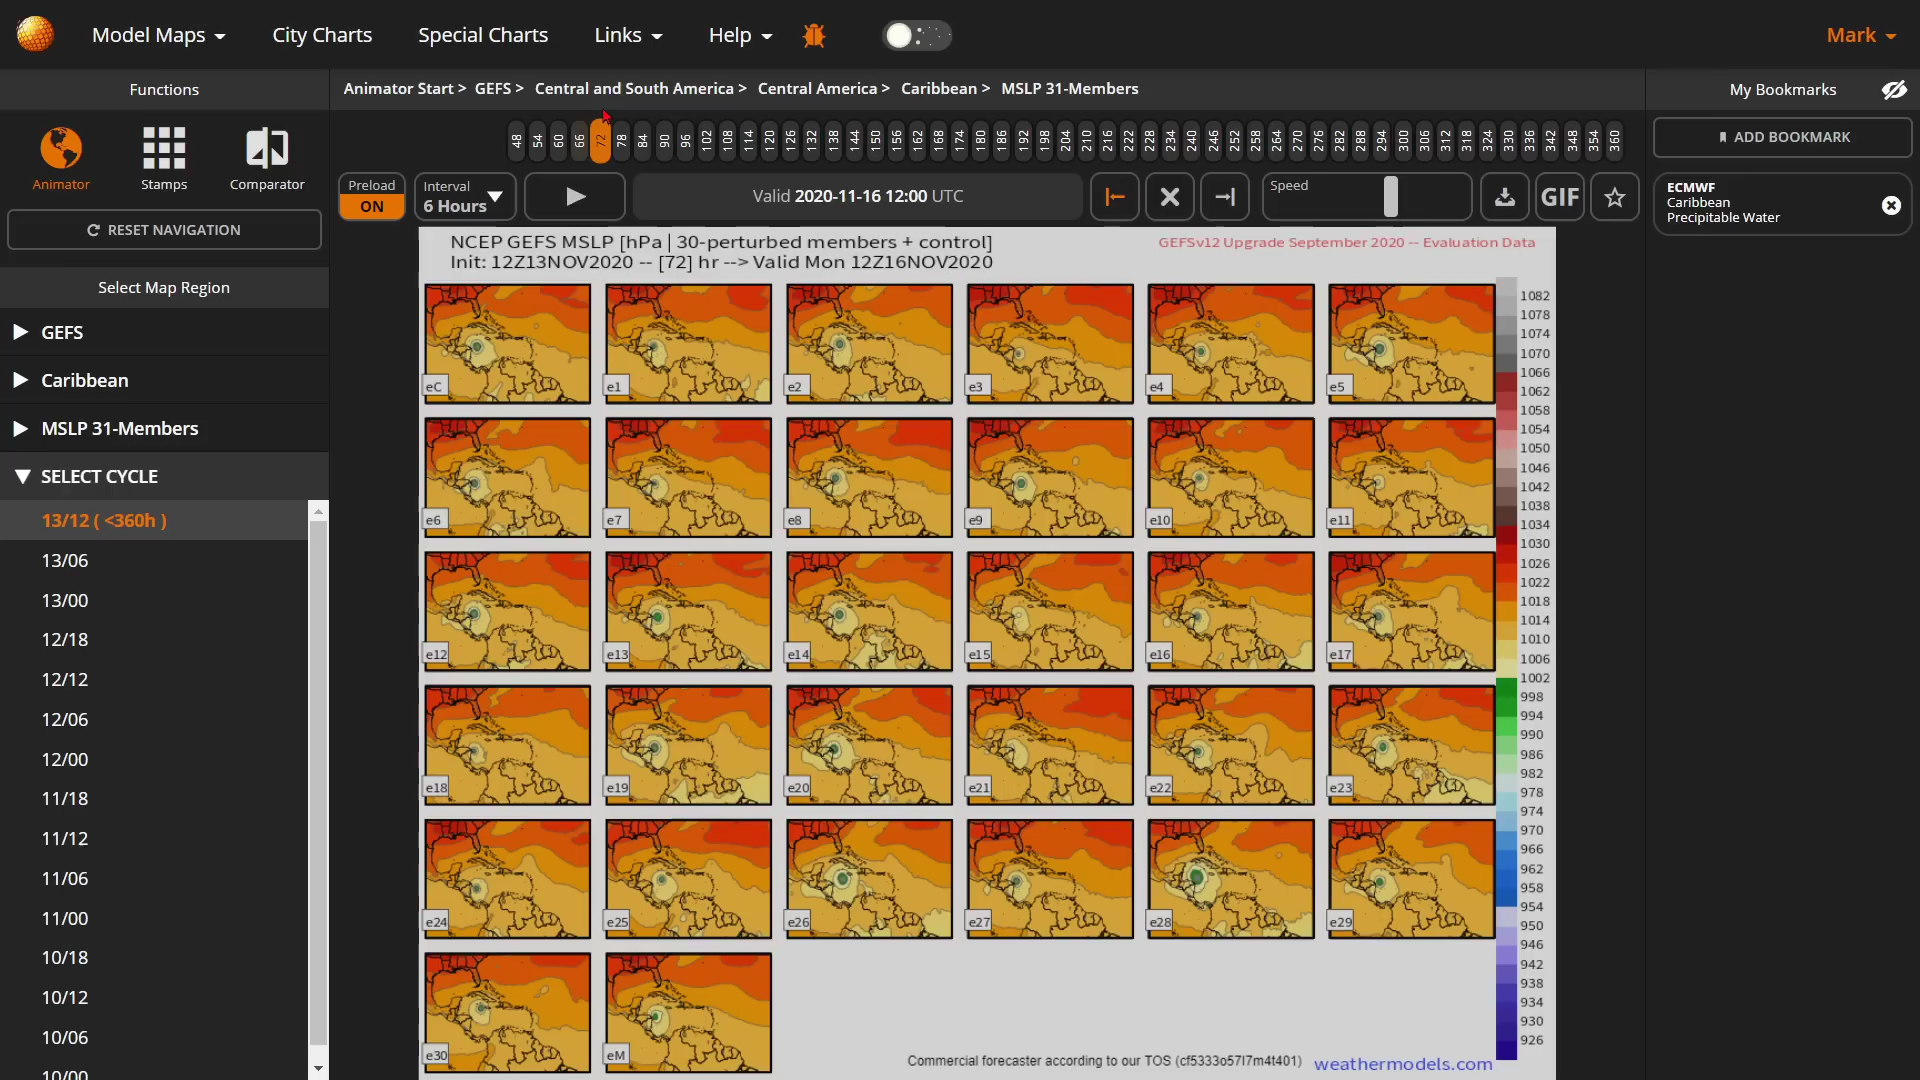 Model Maps
City Charts
Special Charts
Links
Help
Mark
Functions
Animator Start > GEFS > Central and South America > Central America > Caribbean > MSLP 31-Members
My Bookmarks
48 54 60 66 72 78 84 90 96 102 108 114 120 126 132 138 144 150 156 162 168 174 180 186 192 198 204 210 216 222 228 234 240 246 252 258 264 270 276 282 288 294 300 306 312 318 324 330 336 342 348 354 360
ADD BOOKMARK
Animator
Stamps
Comparator
Preload
ON
Interval
6 Hours
Valid 2020-11-16 12:00 UTC
Speed
GIF
ECMWF
Caribbean
Precipitable Water
RESET NAVIGATION
Select Map Region
GEFS
Caribbean
MSLP 31-Members
SELECT CYCLE
13/12 ( <360h )
13/06
13/00
12/18
12/12
12/06
12/00
11/18
11/12
11/06
11/00
10/18
10/12
10/06
10/00
NCEP GEFS MSLP [hPa | 30-perturbed members + control]
GEFSv12 Upgrade September 2020 -- Evaluation Data
Init: 12Z13NOV2020 -- [72] hr --> Valid Mon 12Z16NOV2020
eC e1 e2 e3 e4 e5
e6 e7 e8 e9 e10 e11
e12 e13 e14 e15 e16 e17
e18 e19 e20 e21 e22 e23
e24 e25 e26 e27 e28 e29
e30 eM
1082
1078
1074
1070
1066
1062
1058
1054
1050
1046
1042
1038
1034
1030
1026
1022
1018
1014
1010
1006
1002
998
994
990
986
982
978
974
970
966
962
958
954
950
946
942
938
934
930
926
Commercial forecaster according to our TOS (cf5333o57l7m4t401)
weathermodels.com